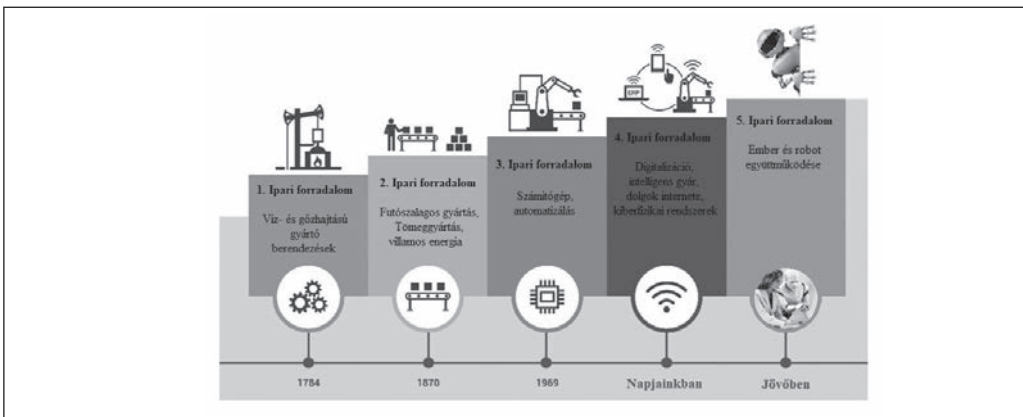 1. Ipari forradalom
Víz- és gőzhajtású
gyártó
berendezések
2. Ipari forradalom
Futószalagos gyártás,
Tömeggyártás,
villamos energia
3. Ipari forradalom
Számítógép,
automatizálás
ERP
4. Ipari forradalom
Digitalizáció,
intelligens gyár,
dolgok internete,
kiberfizikai rendszerek
5. Ipari forradalom
Ember és robot
együttműködése
1784
1870
1969
Napjainkban
Jövőben